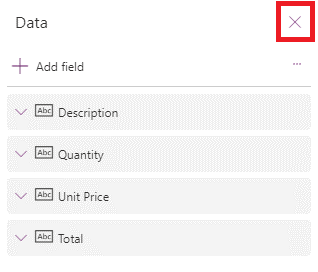 Data
Add field
...
Abc Description
Abc Quantity
Abc Unit Price
Abc Total